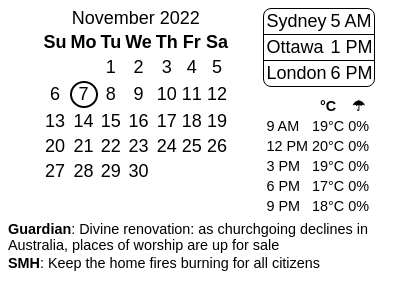 November 2022
Su Mo Tu We Th Fr Sa
1 2 3 4 5
6 7 8 9 10 11 12
13 14 15 16 17 18 19
20 21 22 23 24 25 26
27 28 29 30
Sydney 5 AM
Ottawa 1 PM
London 6 PM
°C ☂
9 AM 19°C 0%
12 PM 20°C 0%
3 PM 19°C 0%
6 PM 17°C 0%
9 PM 18°C 0%
Guardian: Divine renovation: as churchgoing declines in
Australia, places of worship are up for sale
SMH: Keep the home fires burning for all citizens